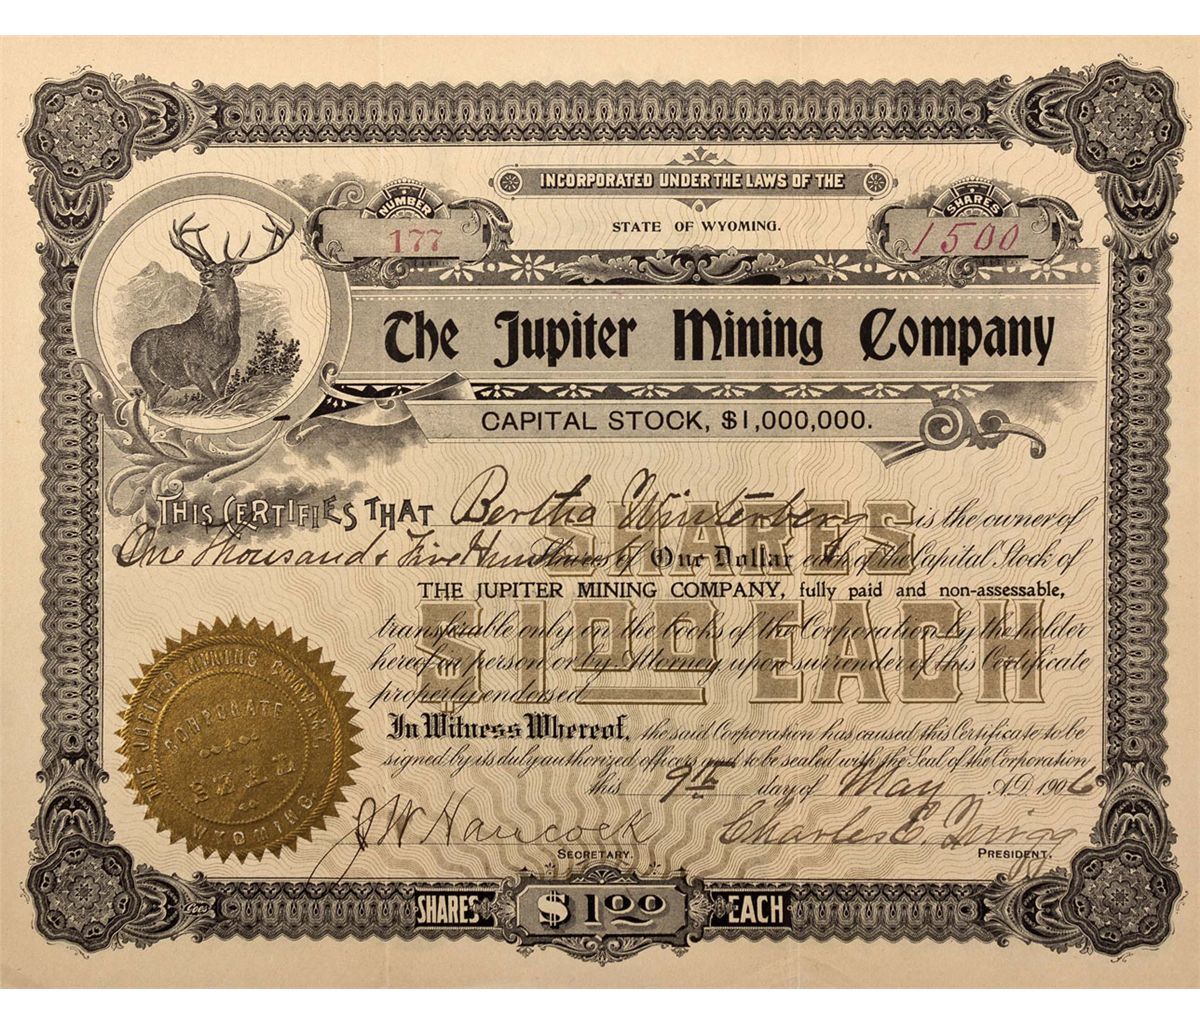 INCORPORATED UNDER THE LAWS OF THE
STATE OF WYOMING.
NUMBER
177
SHARES
1500
The Jupiter Mining Company
CAPITAL STOCK, $1,000,000.
THIS CERTIFIES THAT Bertha Winterberg is the owner of
One Thousand & Five Hun Shares of One Dollar each of the Capital Stock of
THE JUPITER MINING COMPANY, fully paid and non-assessable,
transferable only on the books of the Corporation by the holder
hereof in person or by Attorney upon surrender of this Certificate
properly endorsed
SHARES
$100 EACH
In Witness Whereof, the said Corporation has caused this Certificate to be
signed by its duly authorized officers and to be sealed with the Seal of the Corporation
this 9th day of May A.D. 1906
J W Hancock
SECRETARY.
Charles E.
PRESIDENT.
THE JUPITER MINING COMPANY.
CORPORATE
SEAL
WYOMING.
SHARES $100 EACH